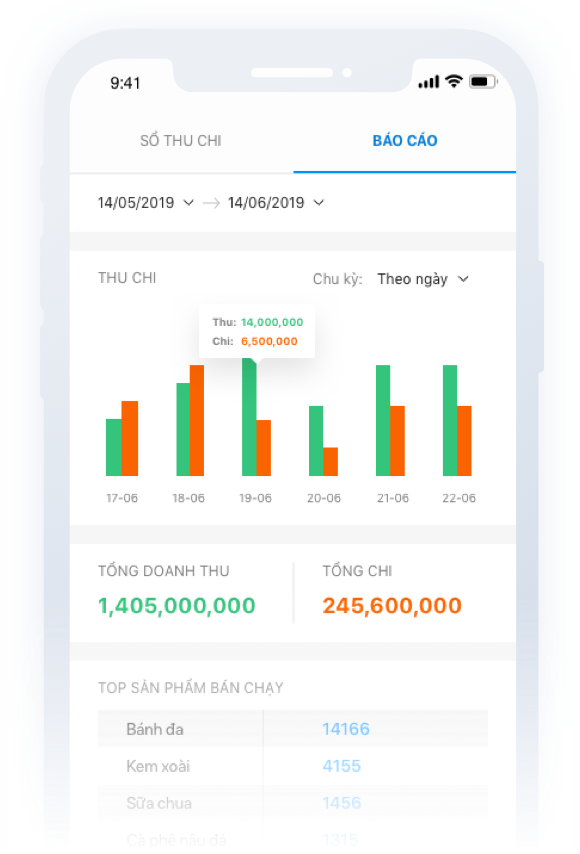 9:41
SỔ THU CHI BÁO CÁO
14/05/2019 → 14/06/2019
THU CHI Chu kỳ: Theo ngày
Thu: 14,000,000
Chi: 6,500,000
17-06 18-06 19-06 20-06 21-06 22-06
TỔNG DOANH THU TỔNG CHI
1,405,000,000 245,600,000
TOP SẢN PHẨM BÁN CHẠY
Bánh đa 14166
Kem xoài 4155
Sữa chua 1456
Cà phê nâu đá 1315